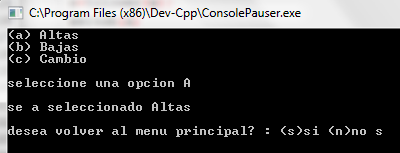 C:\Program Files (x86)\Dev-Cpp\ConsolePauser.exe
(a) Altas
(b) Bajas
(c) Cambio
seleccione una opcion A
se a seleccionado Altas
desea volver al menu principal? : (s)si (n)no s